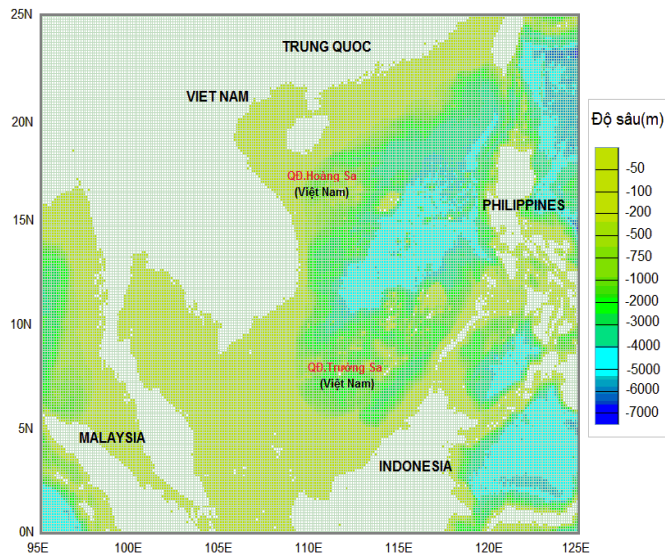 25N
TRUNG QUOC
VIET NAM
20N
Độ sâu(m)
-50
-100
-200
-500
-750
-1000
-2000
-3000
-4000
-5000
-6000
-7000
QĐ.Hoàng Sa
(Việt Nam)
PHILIPPINES
15N
10N
QĐ.Trường Sa
(Việt Nam)
5N
MALAYSIA
INDONESIA
0N
95E 100E 105E 110E 115E 120E 125E